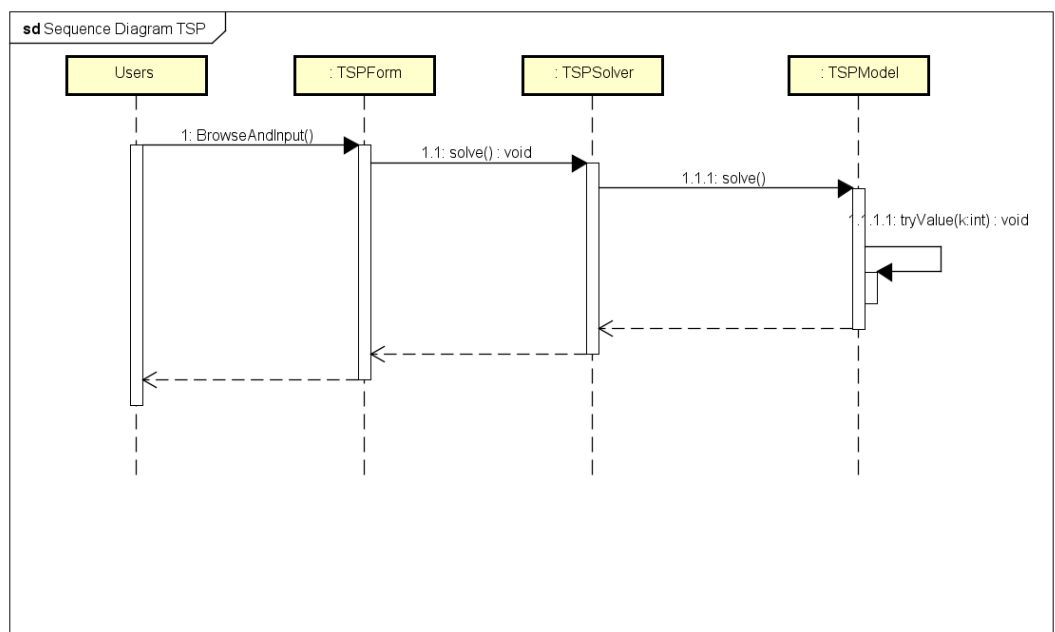 sd Sequence Diagram TSP
Users
: TSPForm
: TSPSolver
: TSPModel
1: BrowseAndInput()
1.1: solve() : void
1.1.1: solve()
1.1.1.1: tryValue(k:int) : void